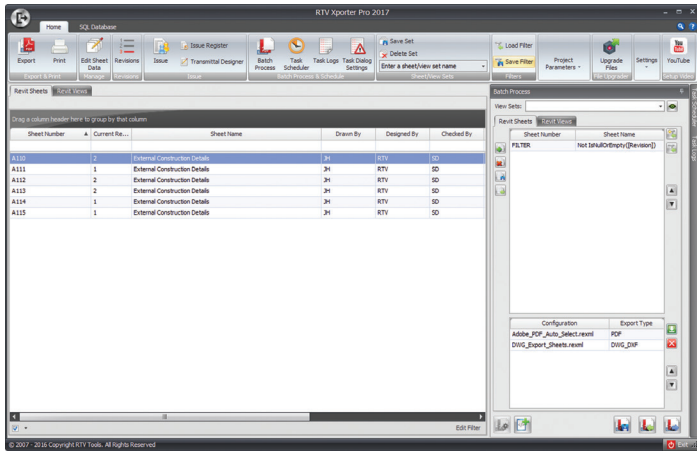 RTV Xporter Pro 2017
Home SQL Database
Export Print Edit Sheet Data Revisions Issue Issue Register Transmittal Designer Batch Process Task Scheduler Task Logs Task Dialog Settings Save Set Delete Set Enter a sheet/view set name Load Filter Save Filter Project Parameters Upgrade Files Settings YouTube
Export & Print Manage Revisions Issue Batch Process & Schedule Sheet/View Sets Filters File Upgrader Setup Video
Revit Sheets Revit Views
Drag a column header here to group by that column
Sheet Number Current Re... Sheet Name Drawn By Designed By Checked By
A110 2 External Construction Details JH RTV SD
A111 1 External Construction Details JH RTV SD
A112 2 External Construction Details JH RTV SD
A113 2 External Construction Details JH RTV SD
A114 1 External Construction Details JH RTV SD
A115 1 External Construction Details JH RTV SD
Edit Filter
Batch Process
View Sets:
Revit Sheets Revit Views
Sheet Number Sheet Name
FILTER Not IsNullOrEmpty([Revision])
Configuration Export Type
Adobe_PDF_Auto_Select.rexml PDF
DWG_Export_Sheets.rexml DWG_DXF
Task Scheduler
Task Logs
© 2007 - 2016 Copyright RTV Tools. All Rights Reserved
Exit